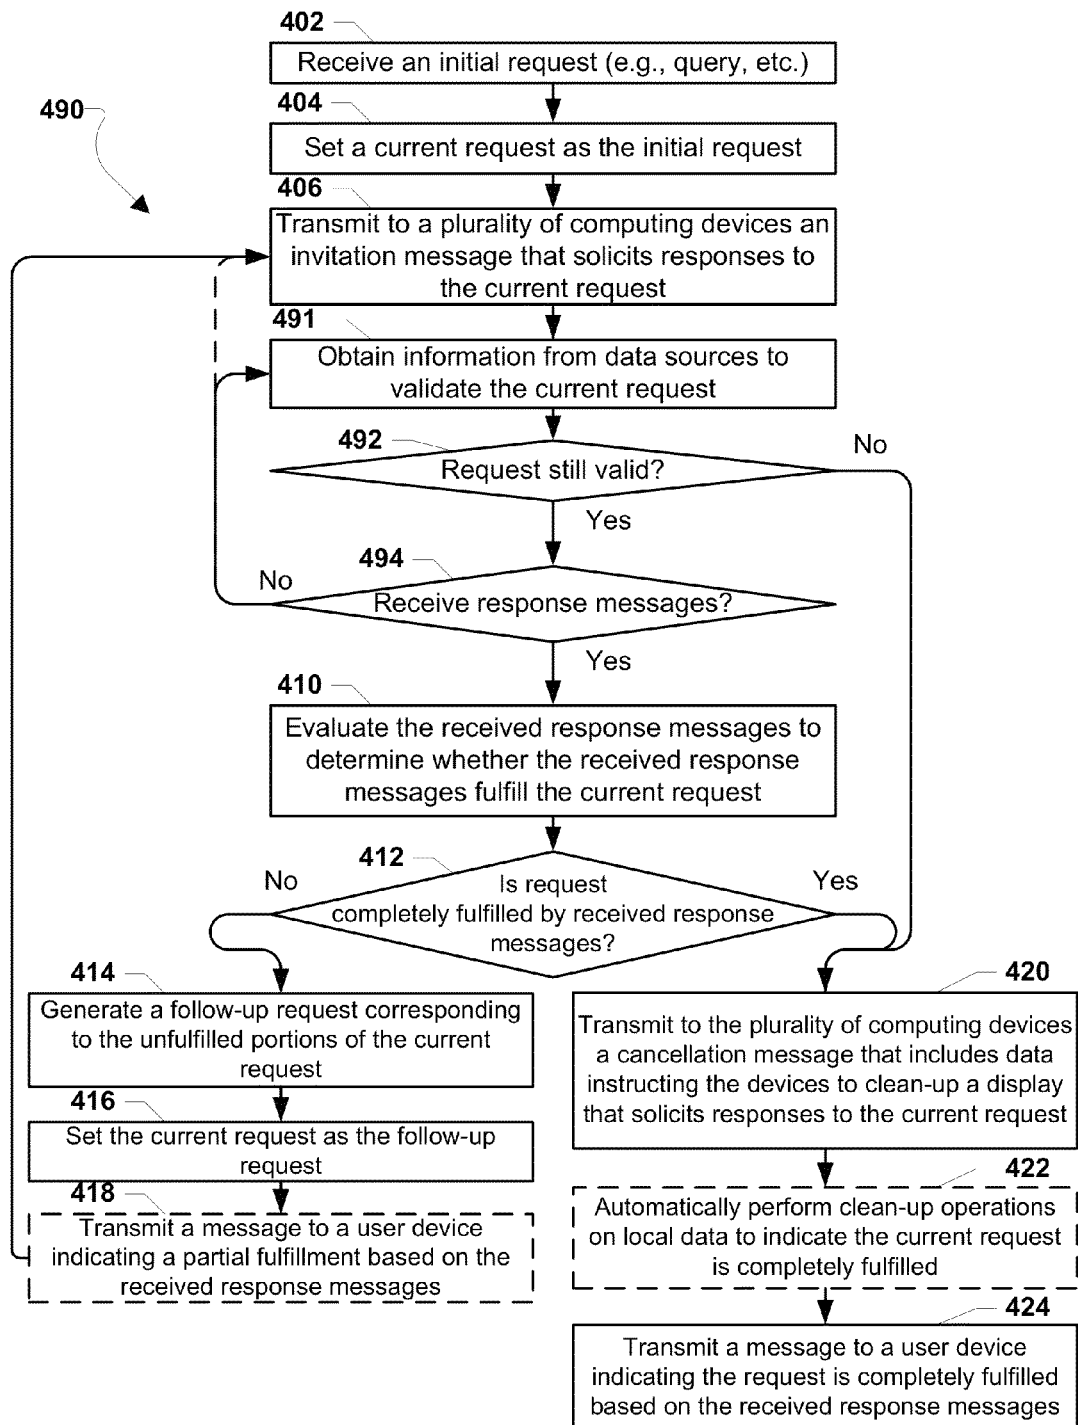 402
Receive an initial request (e.g., query, etc.)
490
404
Set a current request as the initial request
406
Transmit to a plurality of computing devices an
invitation message that solicits responses to
the current request
491
Obtain information from data sources to
validate the current request
492
No
Request still valid?
Yes
494
No
Receive response messages?
Yes
410
Evaluate the received response messages to
determine whether the received response
messages fulfill the current request
412
No
Yes
Is request
completely fulfilled by received response
messages?
414
Generate a follow-up request corresponding
to the unfulfilled portions of the current
request
416
Set the current request as the follow-up
request
418
Transmit a message to a user device
indicating a partial fulfillment based on the
received response messages
420
Transmit to the plurality of computing devices
a cancellation message that includes data
instructing the devices to clean-up a display
that solicits responses to the current request
422
Automatically perform clean-up operations
on local data to indicate the current request
is completely fulfilled
424
Transmit a message to a user device
indicating the request is completely fulfilled
based on the received response messages